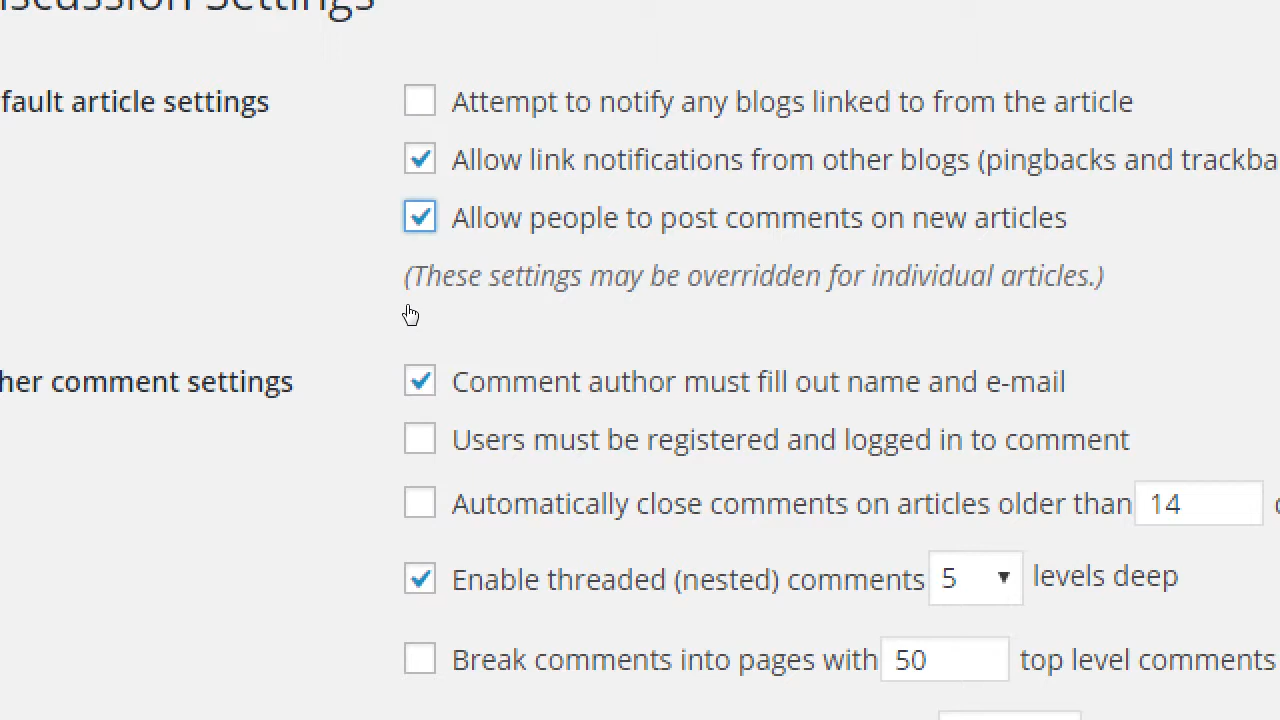 Settings
article settings
Attempt to notify any blogs linked to from the article
Allow link notifications from other blogs (pingbacks and
Allow people to post comments on new articles
(These settings may be overridden for individual articles.)
comment settings
Comment author must fill out name and e-mail
Users must be registered and logged in to comment
Automatically close comments on articles older than 14
Enable threaded (nested) comments 5 levels deep
Break comments into pages with 50 top level comments